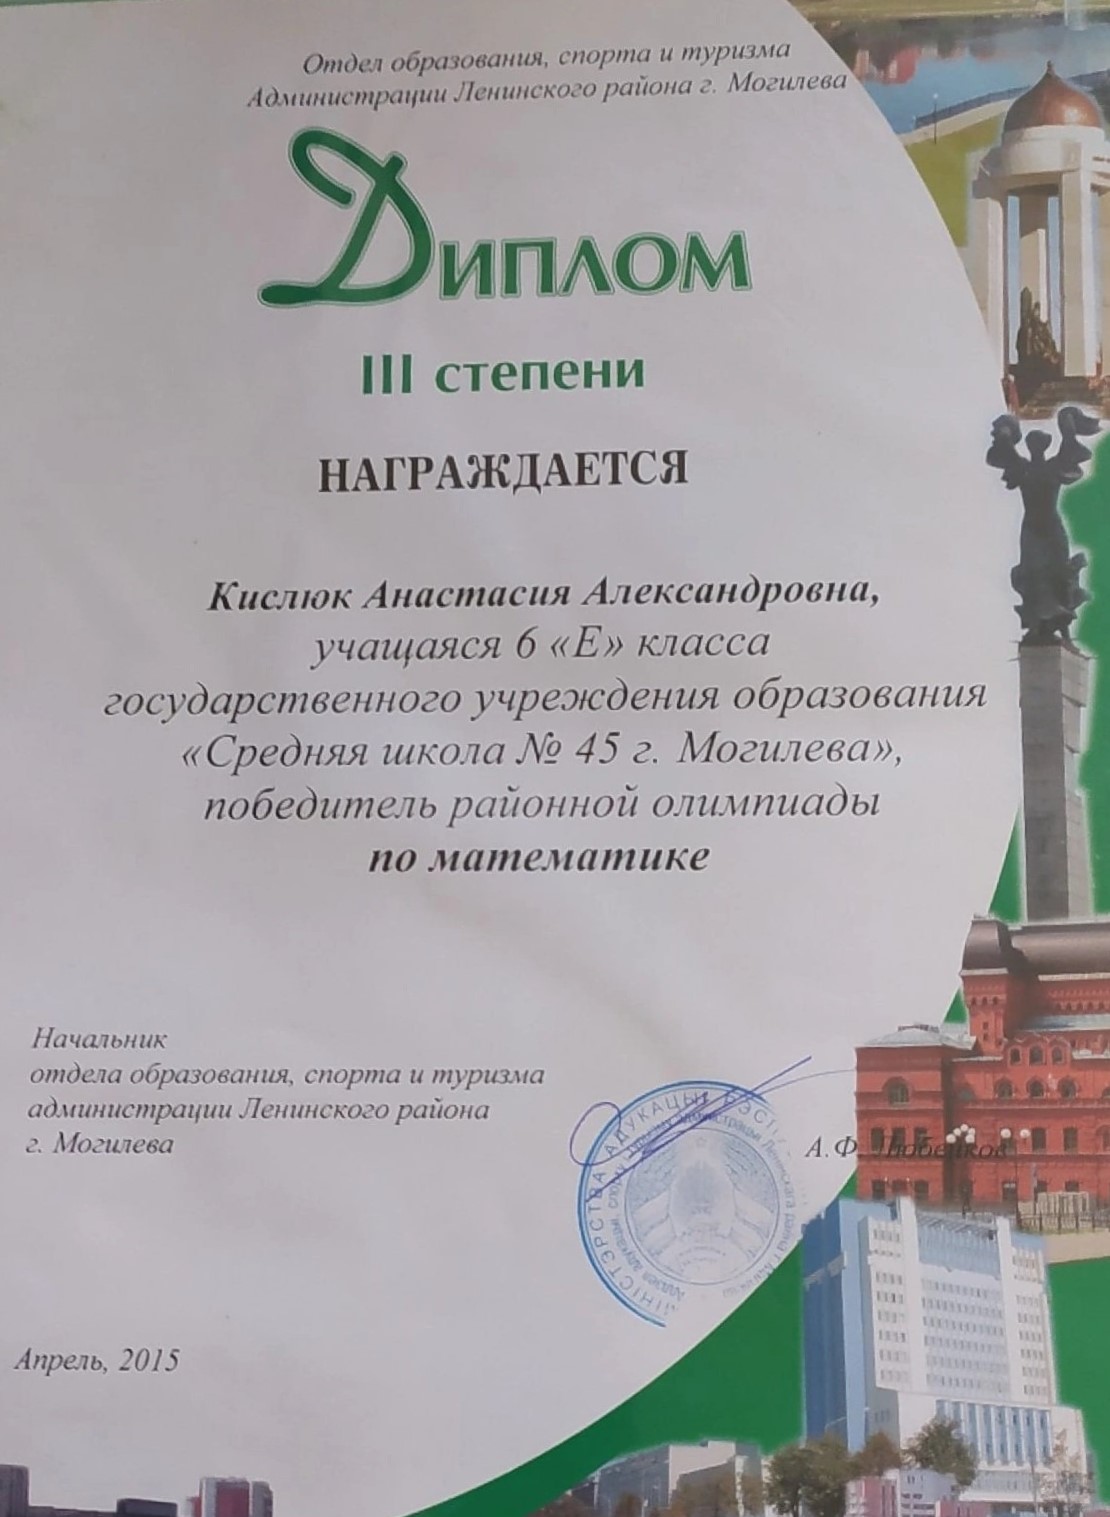 Отдел образования, спорта и туризма
Администрации Ленинского района г. Могилева
Диплом
III степени
НАГРАЖДАЕТСЯ
Кислюк Анастасия Александровна,
учащаяся 6 «Е» класса
государственного учреждения образования
«Средняя школа № 45 г. Могилева»,
победитель районной олимпиады
по математике
Начальник
отдела образования, спорта и туризма
администрации Ленинского района
г. Могилева
А.Ф.
Апрель, 2015